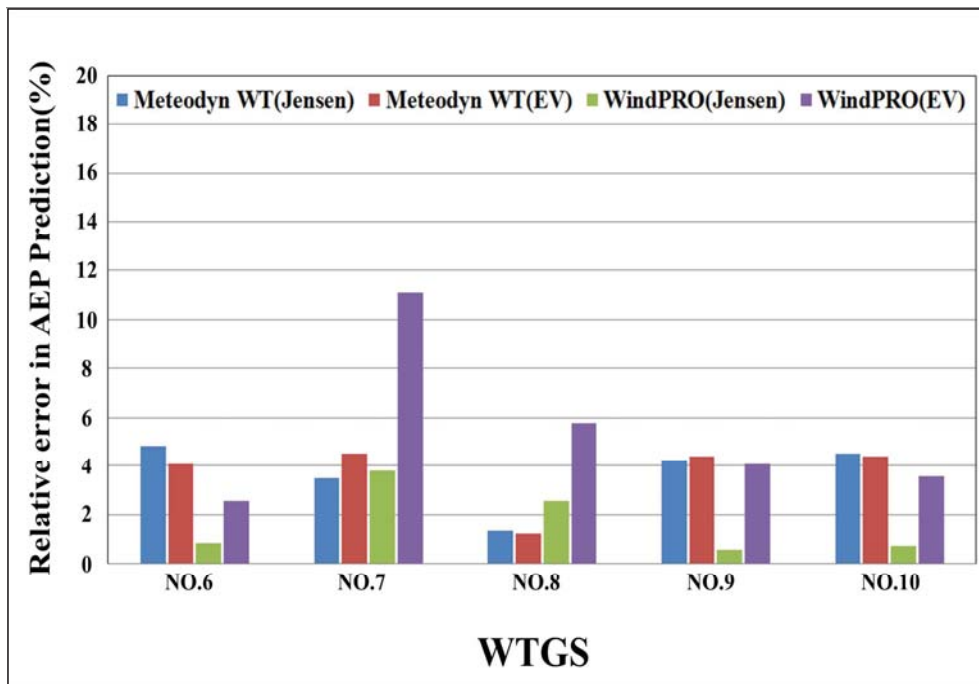 Relative error in AEP Prediction(%)
20
18
16
14
12
10
8
6
4
2
0
Meteodyn WT(Jensen) Meteodyn WT(EV) WindPRO(Jensen) WindPRO(EV)
NO.6 NO.7 NO.8 NO.9 NO.10
WTGS